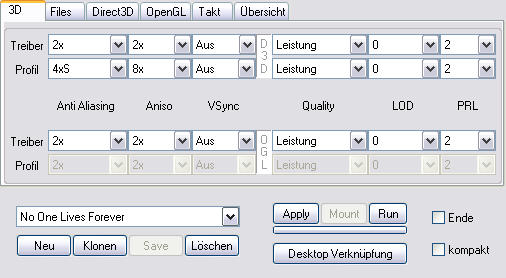 3D Files Direct3D OpenGL Takt Übersicht
Treiber 2x 2x Aus D3D Leistung 0 2
Profil 4xS 8x Aus Leistung 0 2
Anti Aliasing Aniso VSync Quality LOD PRL
Treiber 2x 2x Aus OGL Leistung 0 2
Profil 2x 2x Aus Leistung 0 2
No One Lives Forever Apply Mount Run Ende
Neu Klonen Save Löschen Desktop Verknüpfung kompakt